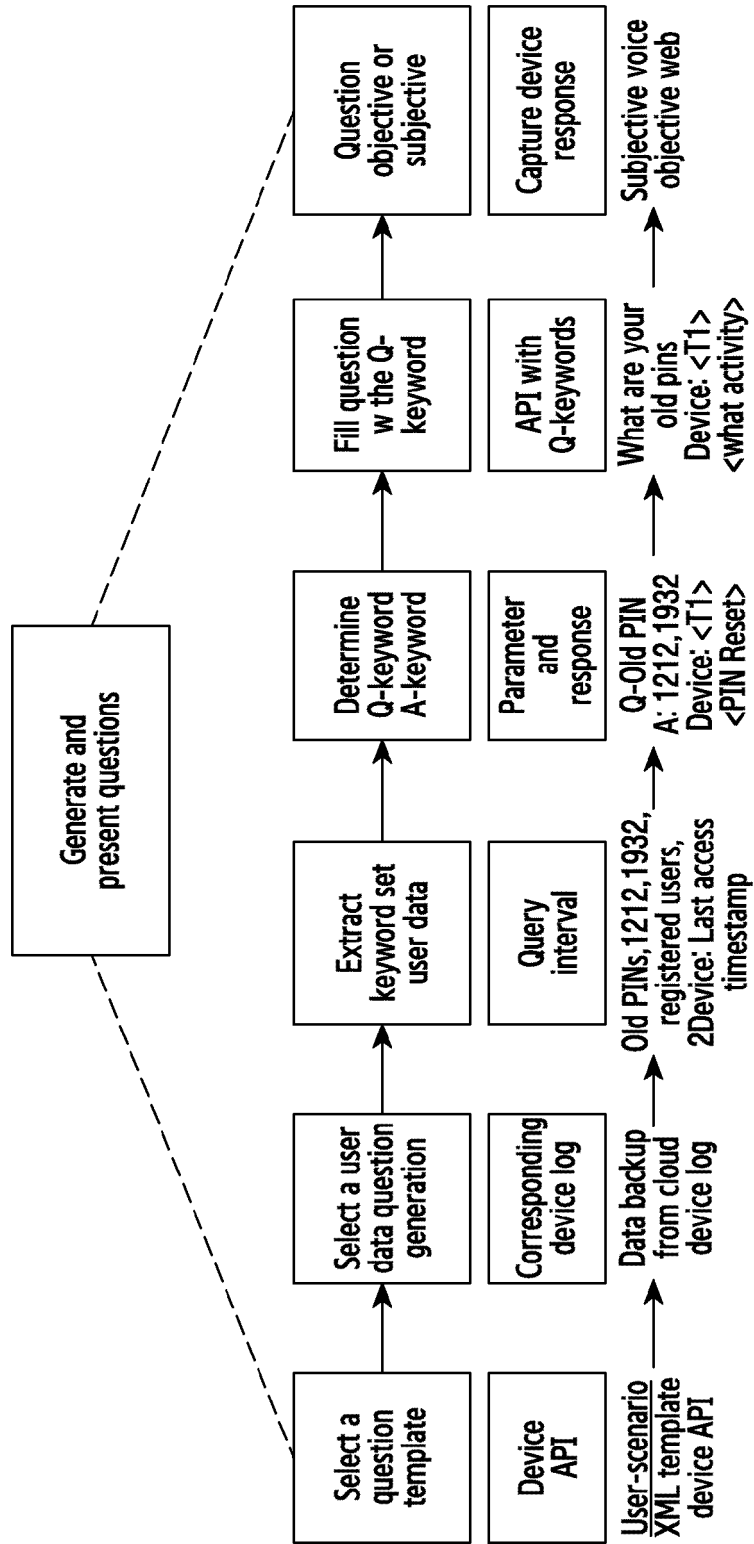 Generate and
present questions
Select a
question
template
Select a user
data question
generation
Extract
keyword set
user data
Determine
Q-keyword
A-keyword
Fill question
w the Q-
keyword
Question
objective or
subjective
Device
API
Corresponding
device log
Query
interval
Parameter
and
response
API with
Q-keywords
Capture device
response
User-scenario
XML template
device API
Data backup
from cloud
device log
Old PINs,1212,1932,
registered users,
2Device: Last access
timestamp
Q-Old PIN
A: 1212,1932
Device: <T1>
<PIN Reset>
What are your
old pins
Device: <T1>
<what activity>
Subjective voice
objective web